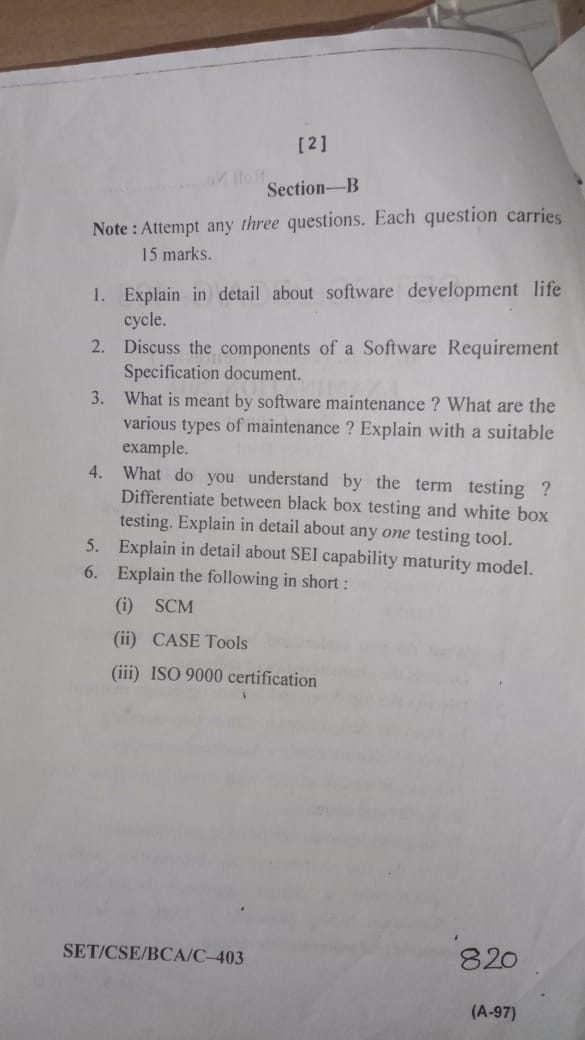 [ 2 ]
Section—B
Note : Attempt any three questions. Each question carries
15 marks.
1. Explain in detail about software development life
cycle.
2. Discuss the components of a Software Requirement
Specification document.
3. What is meant by software maintenance ? What are the
various types of maintenance ? Explain with a suitable
example.
4. What do you understand by the term testing ?
Differentiate between black box testing and white box
testing. Explain in detail about any one testing tool.
5. Explain in detail about SEI capability maturity model.
6. Explain the following in short :
(i) SCM
(ii) CASE Tools
(iii) ISO 9000 certification
SET/CSE/BCA/C–403
820
(A-97)